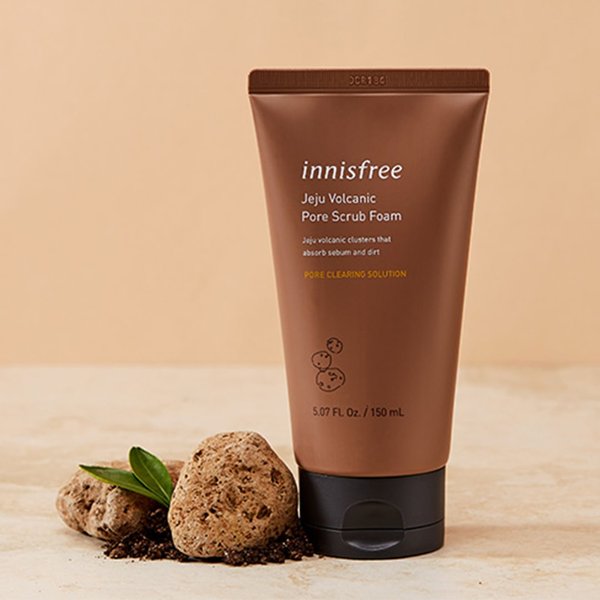 innisfree
Jeju Volcanic
Pore Scrub Foam
Jeju volcanic clusters that
absorb sebum and dirt
PORE CLEARING SOLUTION
5.07 FL Oz. / 150 mL